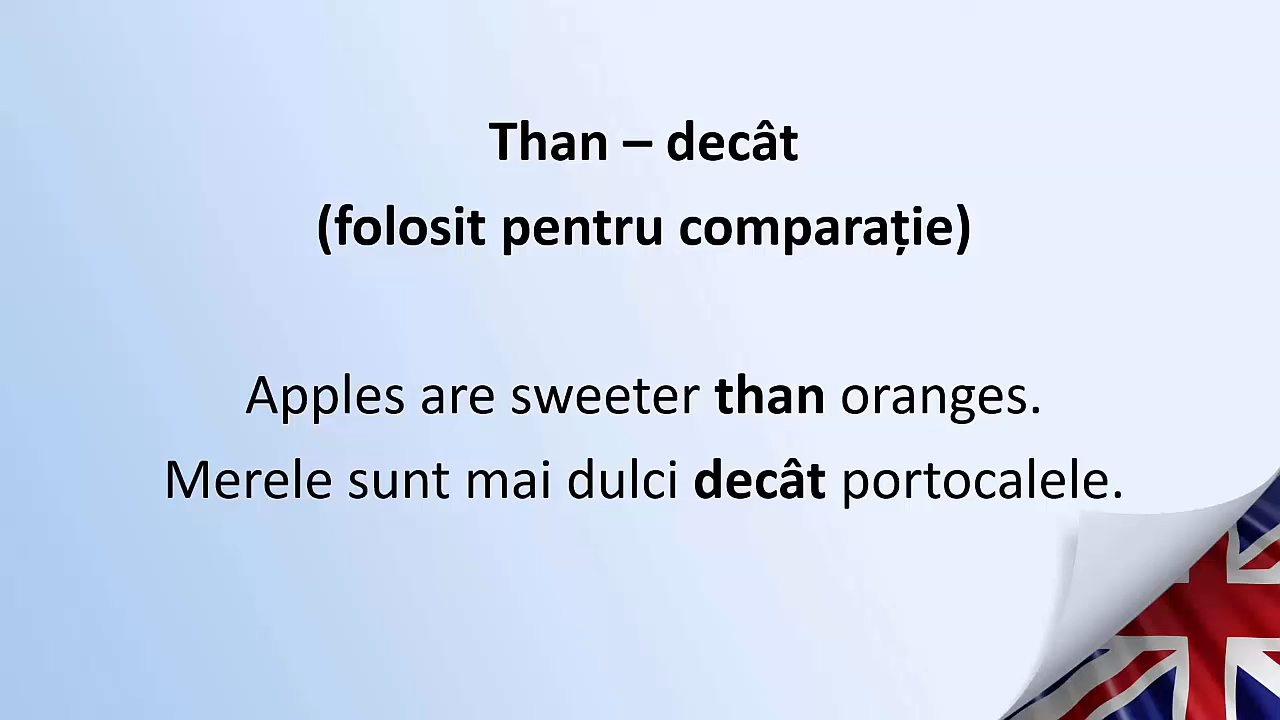 Than – decât
(folosit pentru comparație)
Apples are sweeter than oranges.
Merele sunt mai dulci decât portocalele.